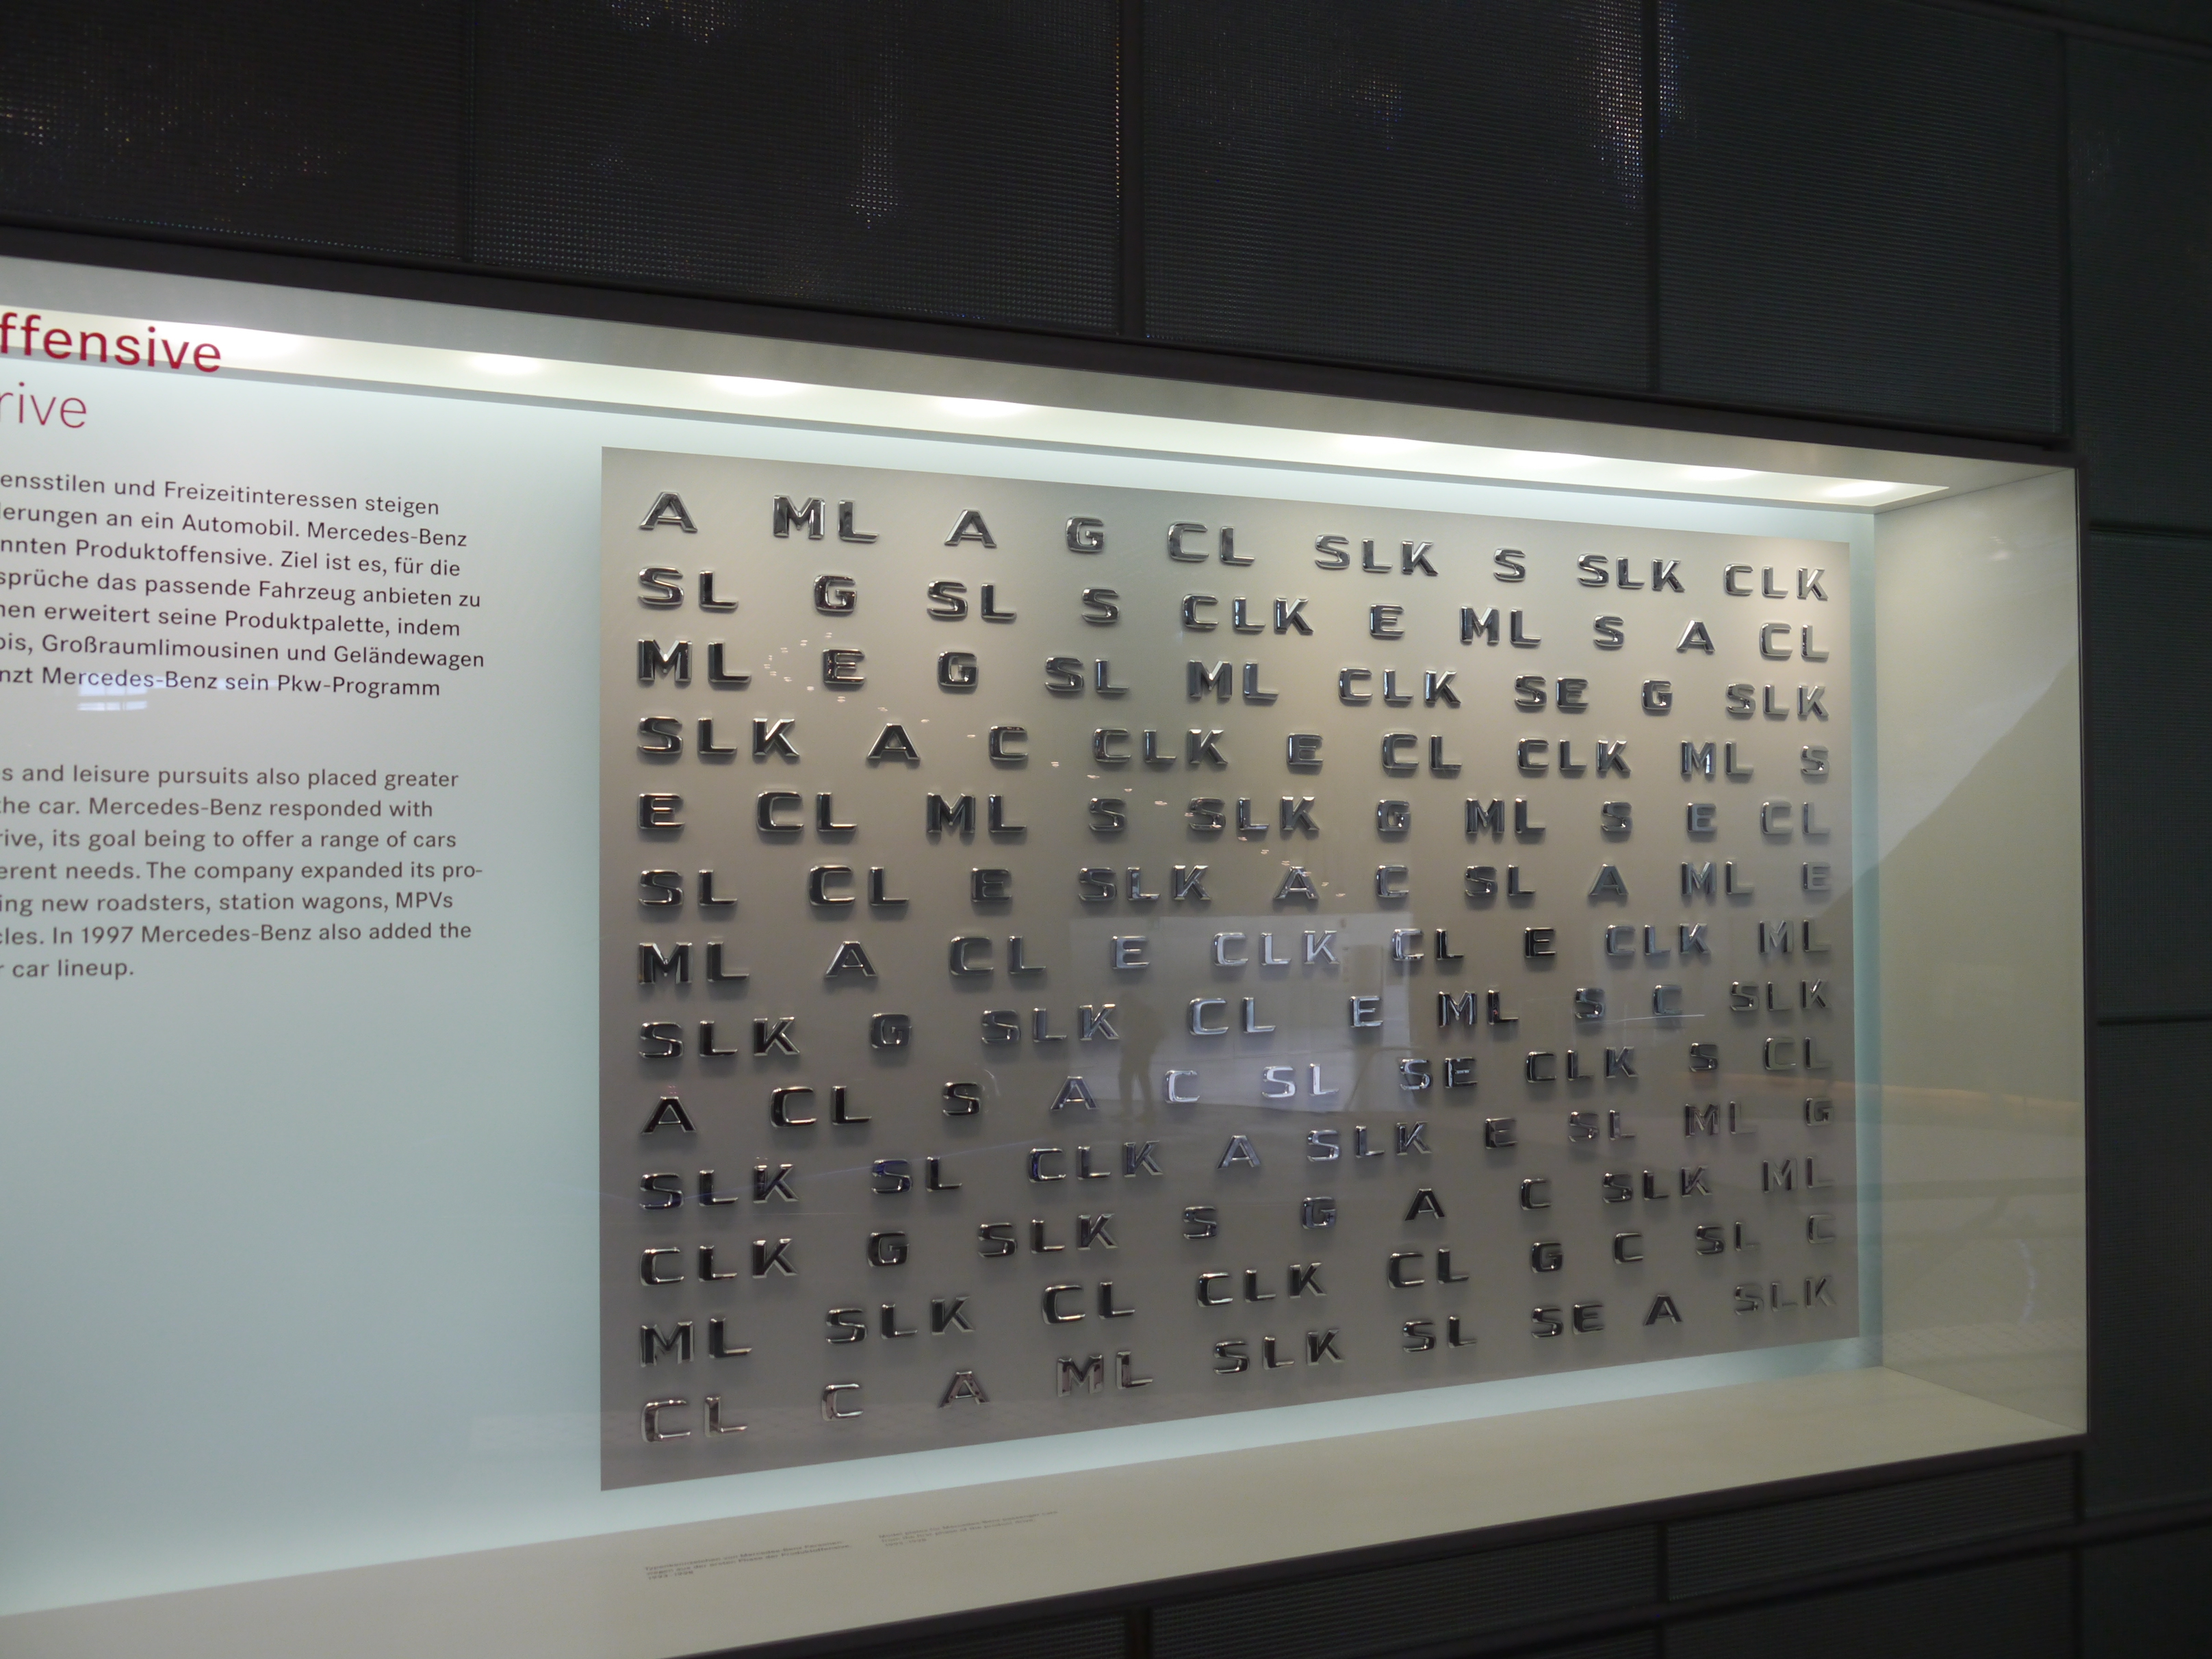 ffensive
rive
ensstilen und Freizeitinteressen steigen
derungen an ein Automobil. Mercedes-Benz
nnten Produktoffensive. Ziel ist es, für die
sprüche das passende Fahrzeug anbieten zu
nen erweitert seine Produktpalette, indem
bis, Großraumlimousinen und Geländewagen
nzt Mercedes-Benz sein Pkw-Programm
s and leisure pursuits also placed greater
the car. Mercedes-Benz responded with
rive, its goal being to offer a range of cars
erent needs. The company expanded its pro-
ing new roadsters, station wagons, MPVs
cles. In 1997 Mercedes-Benz also added the
r car lineup.
A ML A G CL SLK S SLK CLK
SL G SL S CLK E ML S A CL
ML E G SL ML CLK SE G SLK
SLK A C CLK E CL CLK ML S
E CL ML S SLK G ML S E CL
SL CL E SLK A C SL A ML E
ML A CL E CLK CL E CLK ML
SLK G SLK CL E ML S C SLK
A CL S A C SL SE CLK S CL
SLK SL CLK A SLK E SL ML G
CLK G SLK S G A C SLK ML
ML SLK CL CLK CL G C SL C
CL C A ML SLK SL SE A SLK